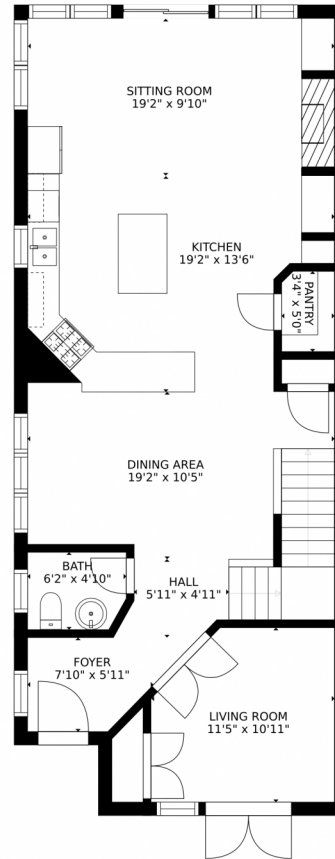 SITTING ROOM
19'2" x 9'10"
KITCHEN
19'2" x 13'6"
PANTRY
3'4" x 5'0"
DINING AREA
19'2" x 10'5"
BATH
6'2" x 4'10"
HALL
5'11" x 4'11"
FOYER
7'10" x 5'11"
LIVING ROOM
11'5" x 10'11"